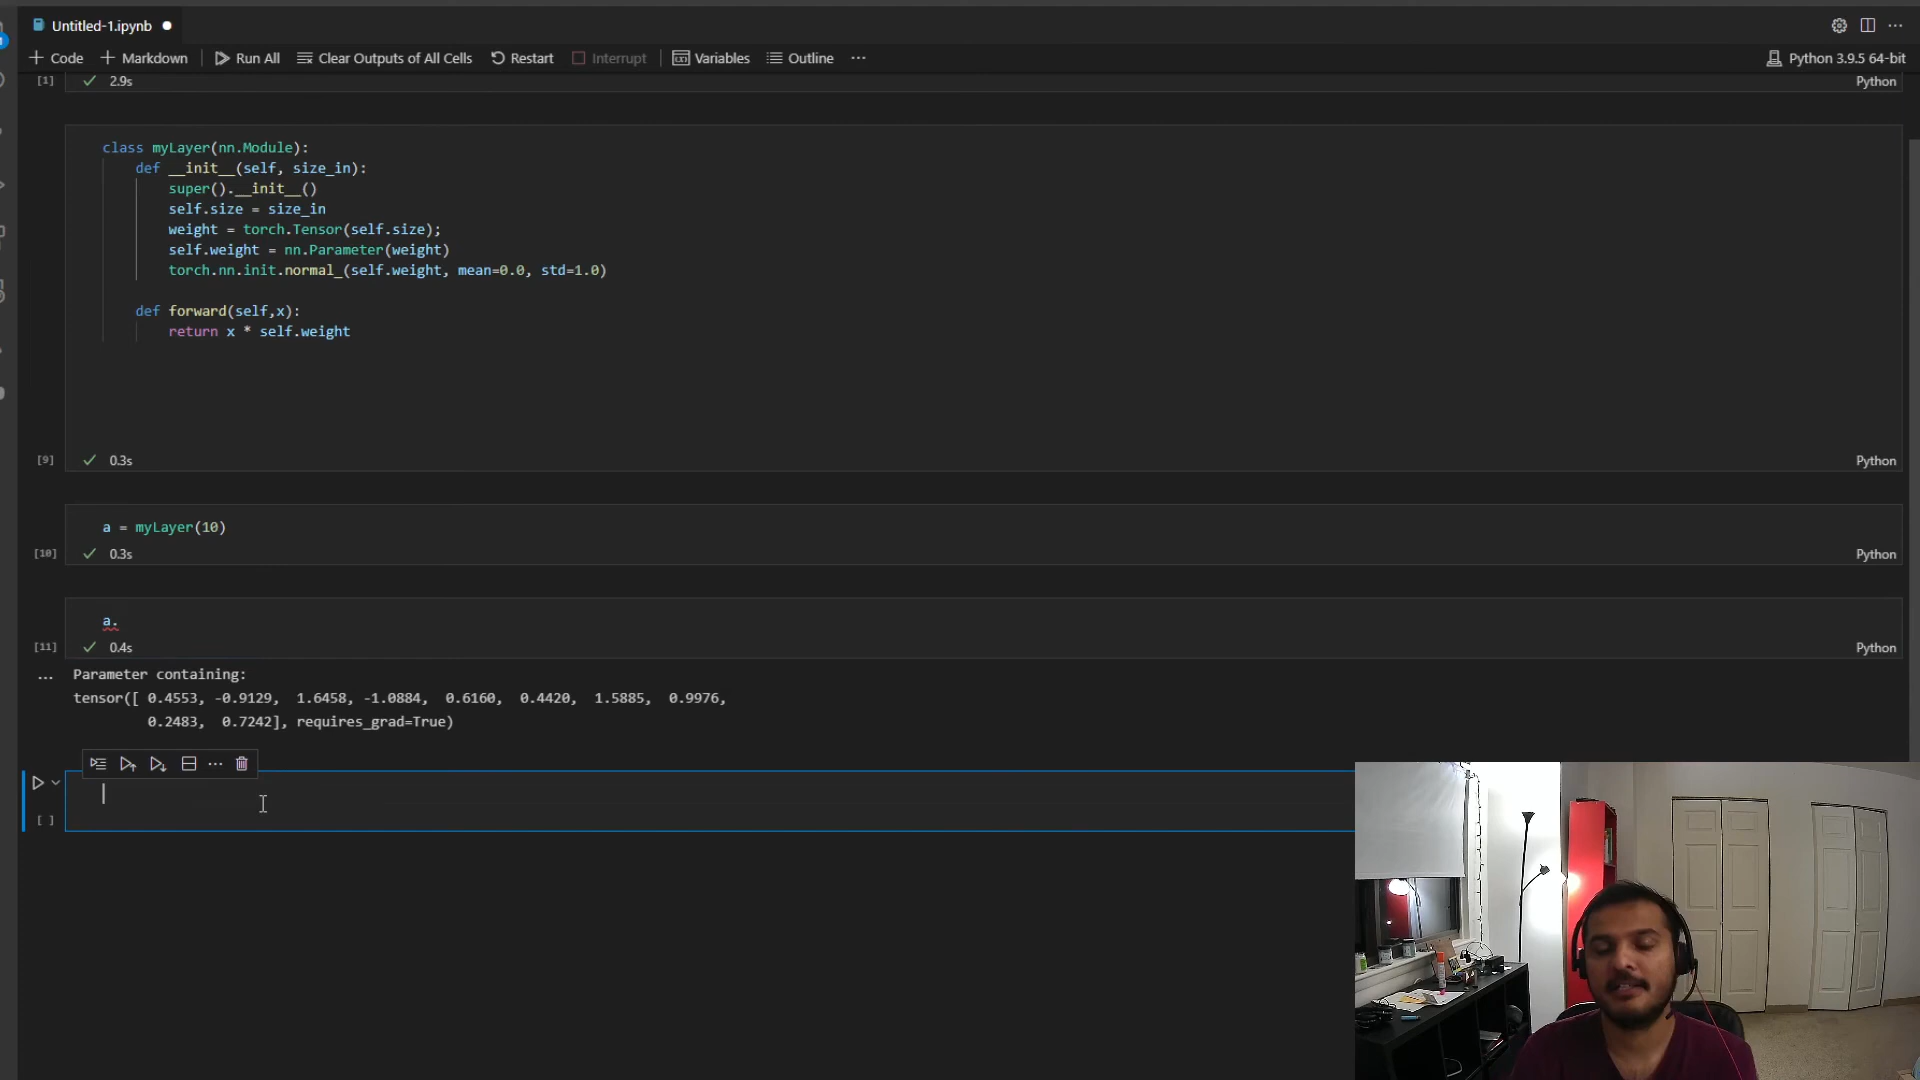 Untitled-1.ipynb
Code
Markdown
Run All
Clear Outputs of All Cells
Restart
Interrupt
Variables
Outline
...
Python 3.9.5 64-bit
[1] 2.9s Python
class myLayer(nn.Module):
def __init__(self, size_in):
super().__init__()
self.size = size_in
weight = torch.Tensor(self.size);
self.weight = nn.Parameter(weight)
torch.nn.init.normal_(self.weight, mean=0.0, std=1.0)
def forward(self,x):
return x * self.weight
[9] 0.3s Python
a = myLayer(10)
[10] 0.3s Python
a.
[11] 0.4s Python
... Parameter containing:
tensor([ 0.4553, -0.9129, 1.6458, -1.0884, 0.6160, 0.4420, 1.5885, 0.9976,
0.2483, 0.7242], requires_grad=True)
[ ]